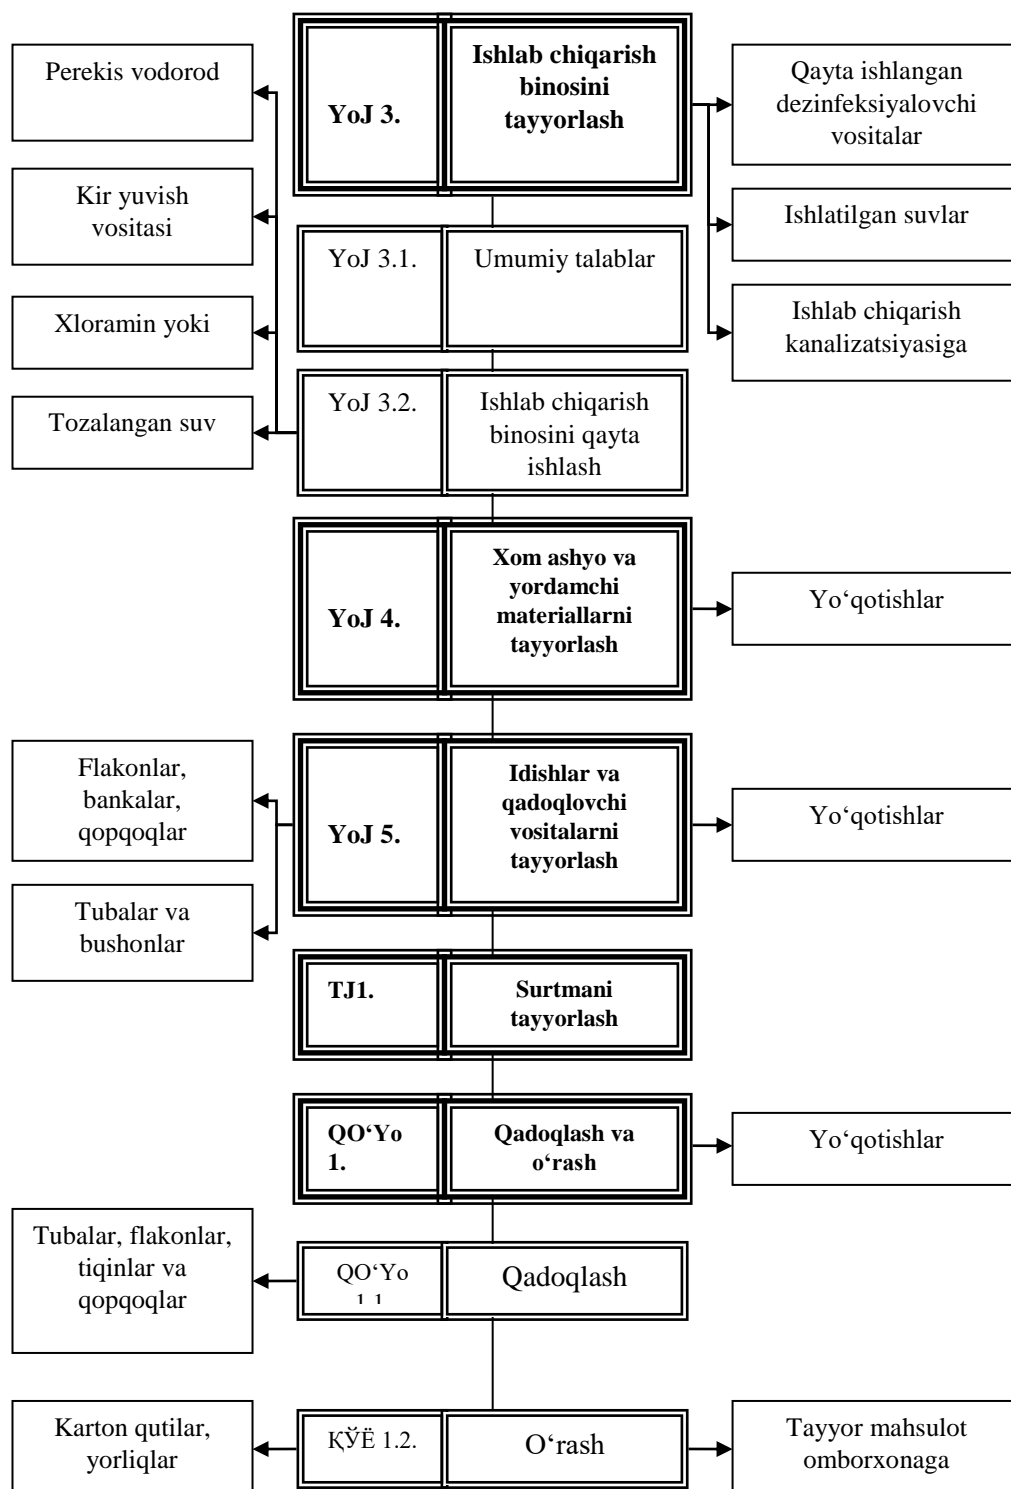 Perekis vodorod
YoJ 3.
Ishlab chiqarish
binosini
tayyorlash
Qayta ishlangan
dezinfeksiyalovchi
vositalar
Kir yuvish
vositasi
Ishlatilgan suvlar
YoJ 3.1.
Umumiy talablar
Xloramin yoki
Ishlab chiqarish
kanalizatsiyasiga
Tozalangan suv
YoJ 3.2.
Ishlab chiqarish
binosini qayta
ishlash
YoJ 4.
Xom ashyo va
yordamchi
materiallarni
tayyorlash
Yo‘qotishlar
Flakonlar,
bankalar,
qopqoqlar
YoJ 5.
Idishlar va
qadoqlovchi
vositalarni
tayyorlash
Yo‘qotishlar
Tubalar va
bushonlar
TJ1.
Surtmani
tayyorlash
QO‘Yo
1.
Qadoqlash va
o‘rash
Yo‘qotishlar
Tubalar, flakonlar,
tiqinlar va
qopqoqlar
QO‘Yo
1.1
Qadoqlash
Karton qutilar,
yorliqlar
ҚЎЁ 1.2.
O‘rash
Tayyor mahsulot
omborxonaga